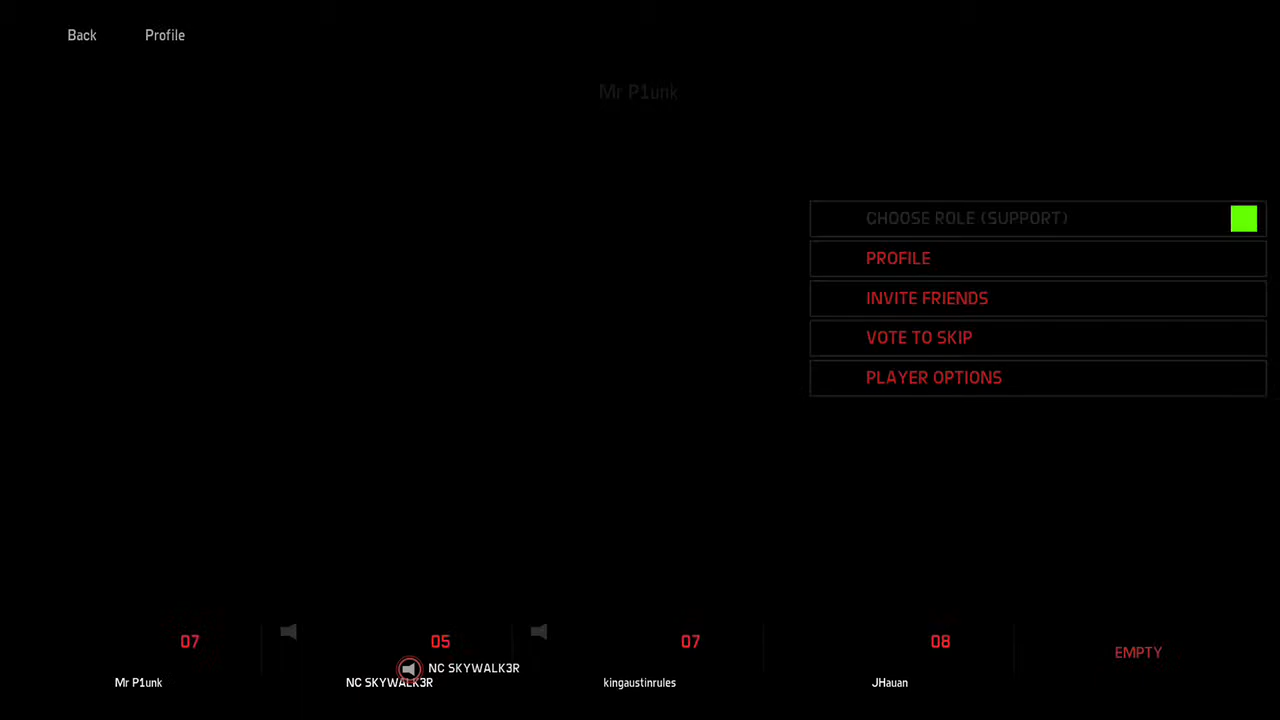 Back Profile
Mr P1unk
CHOOSE ROLE (SUPPORT)
PROFILE
INVITE FRIENDS
VOTE TO SKIP
PLAYER OPTIONS
07 05 07 08
EMPTY
NC SKYWALK3R
Mr P1unk NC SKYWALK3R kingaustinrules JHauan